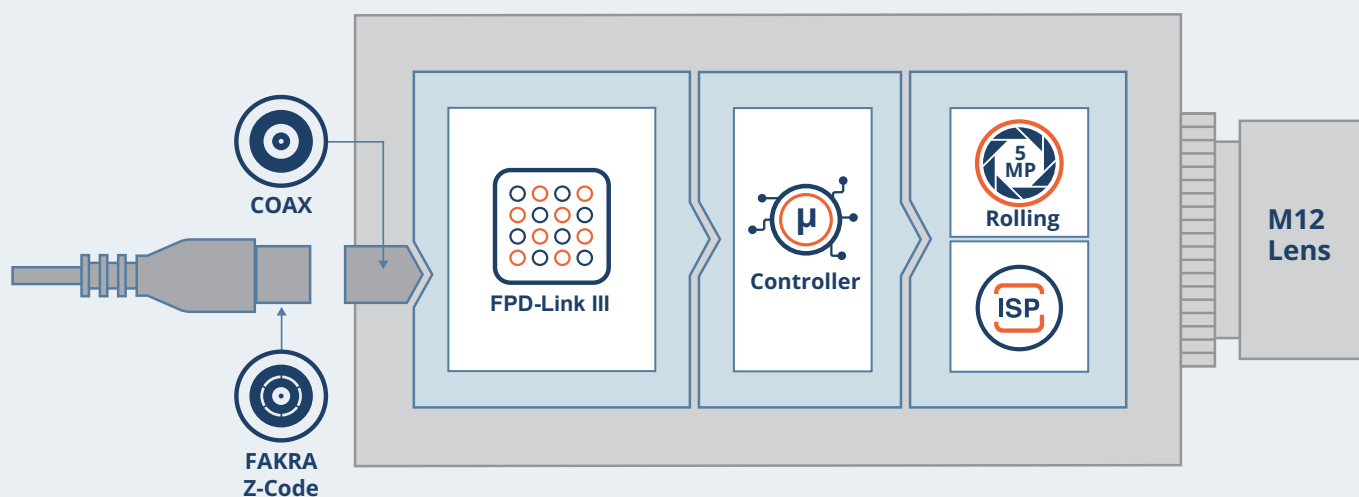 COAX
FAKRA
Z-Code
FPD-Link III
µ
Controller
5
MP
Rolling
ISP
M12
Lens